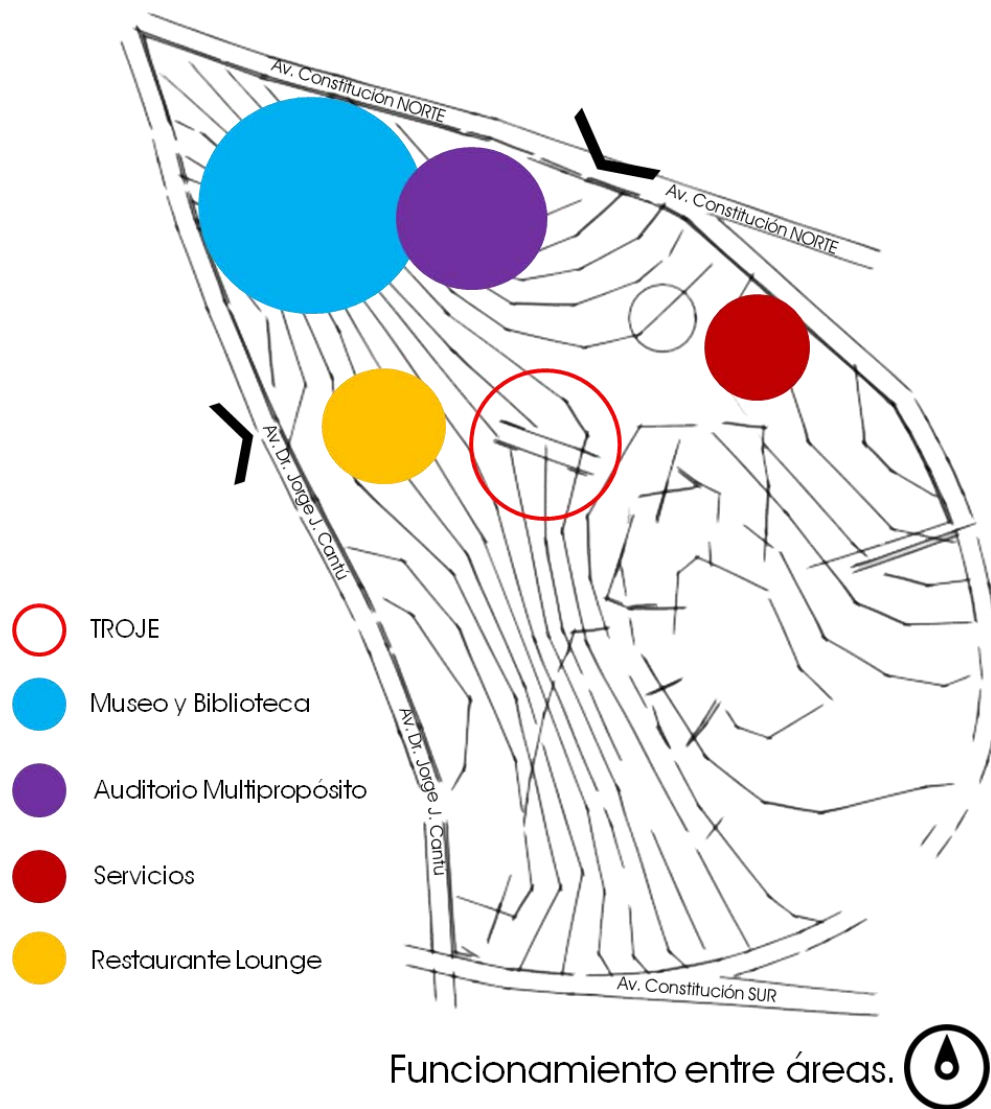 Av. Constitución NORTE
Av. Constitución NORTE
Av. Dr. Jorge J. Cantú
TROJE
Museo y Biblioteca
Av. Dr. Jorge J. Cantú
Auditorio Multipropósito
Servicios
Restaurante Lounge
Av. Constitución SUR
Funcionamiento entre áreas.